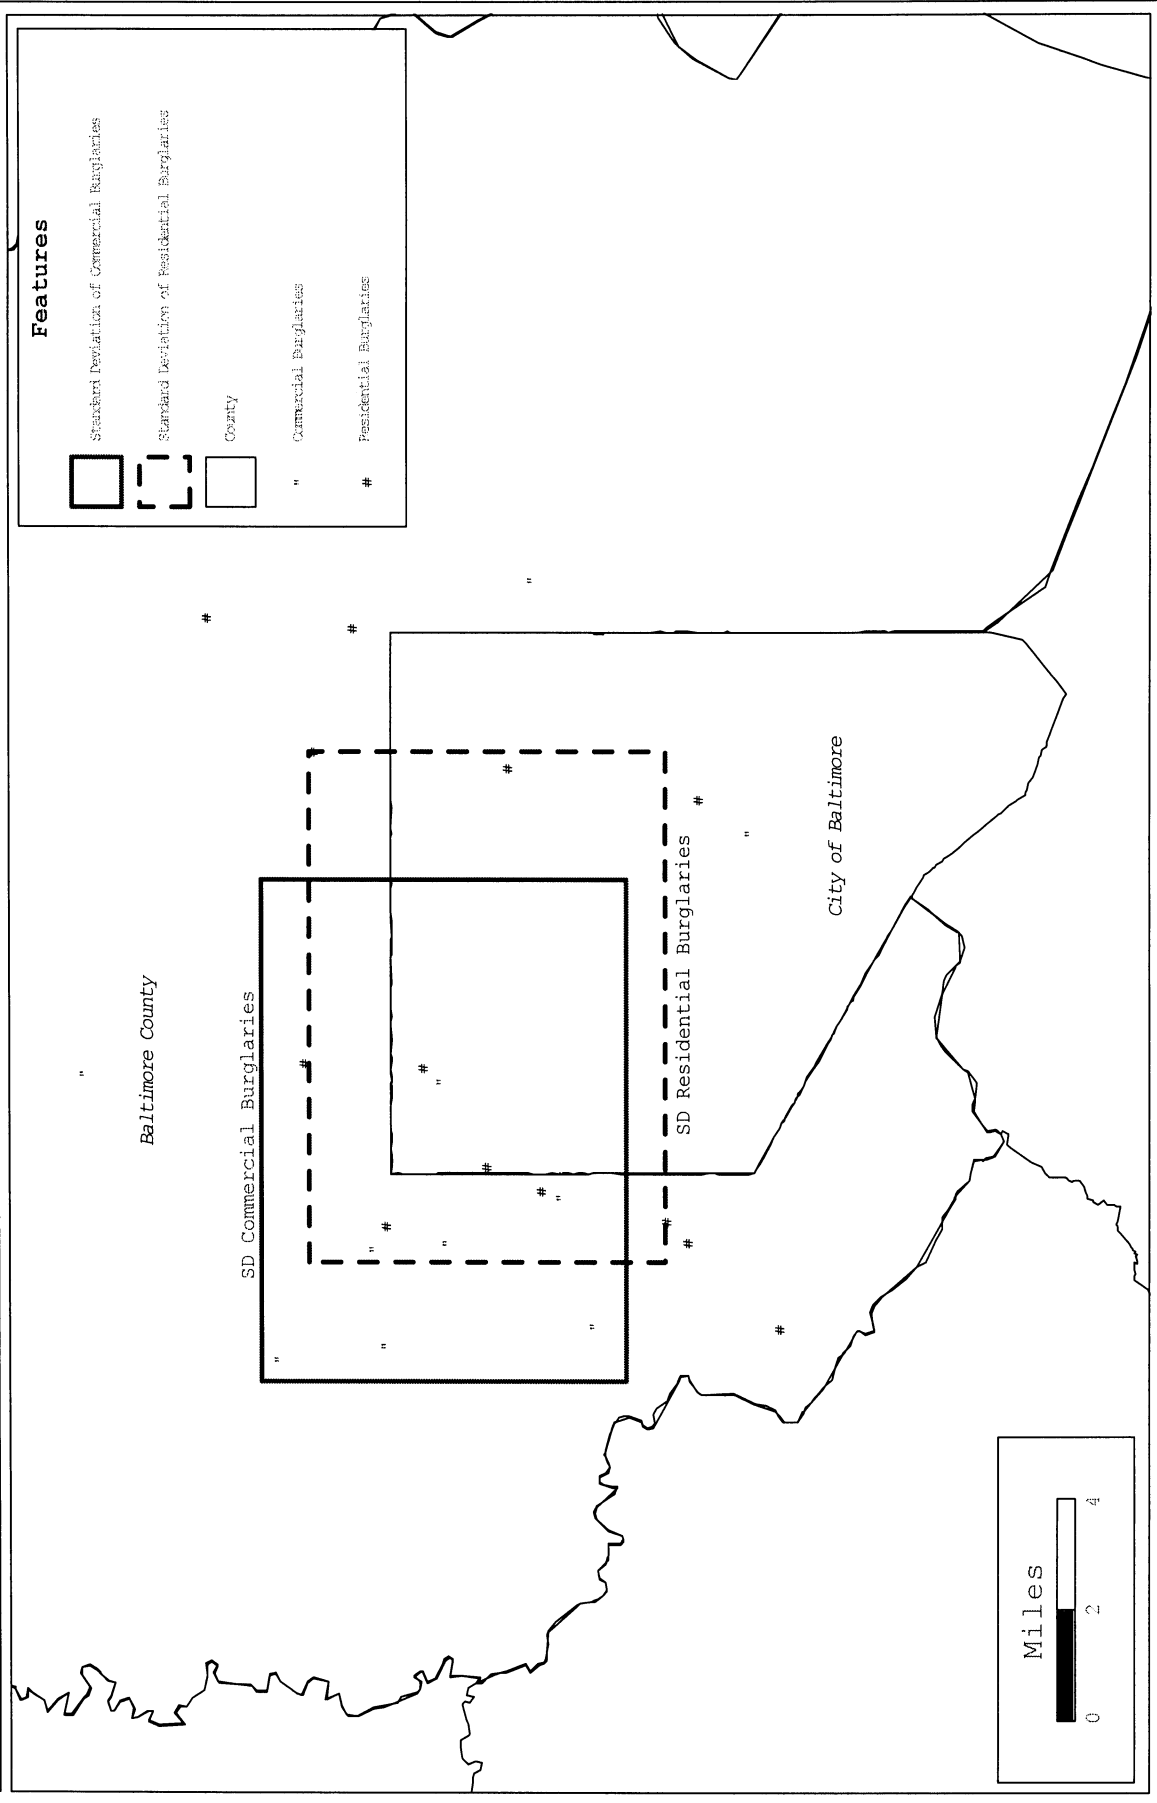 Features
Standard Deviation of Commercial Burglaries
Standard Deviation of Residential Burglaries
County
" Commercial Burglaries
# Residential Burglaries
Baltimore County
SD Commercial Burglaries
SD Residential Burglaries
City of Baltimore
Miles
0 2 4